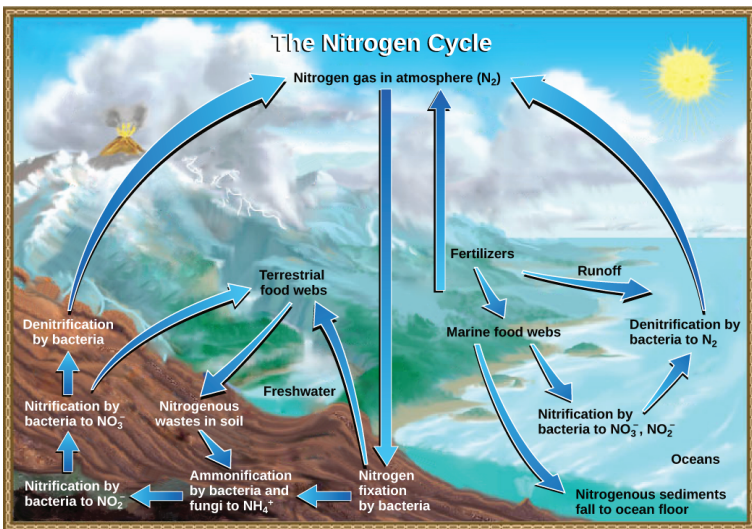 The Nitrogen Cycle
Nitrogen gas in atmosphere (N₂)
Fertilizers
Runoff
Terrestrial
food webs
Denitrification
by bacteria
Marine food webs
Denitrification by
bacteria to N₂
Freshwater
Nitrification by
bacteria to NO₃⁻
Nitrogenous
wastes in soil
Nitrification by
bacteria to NO₃⁻, NO₂⁻
Oceans
Nitrification by
bacteria to NO₂⁻
Ammonification
by bacteria and
fungi to NH₄⁺
Nitrogen
fixation
by bacteria
Nitrogenous sediments
fall to ocean floor